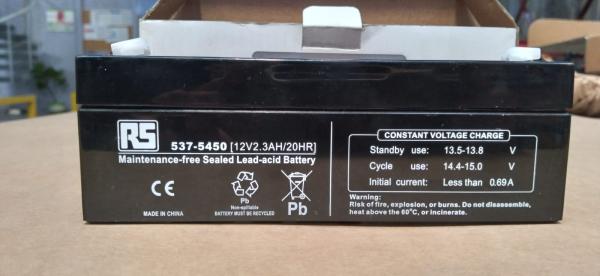 RS
537-5450 [12V2.3AH/20HR]
Maintenance-free Sealed Lead-acid Battery
CE
MADE IN CHINA
Pb
Non-spillable
BATTERY MUST BE RECYCLED
Pb
CONSTANT VOLTAGE CHARGE
Standby use: 13.5-13.8 V
Cycle use: 14.4-15.0 V
Initial current: Less than 0.69A
Warning:
Risk of fire, explosion, or burns. Do not disassemble,
heat above the 60°C, or incinerate.